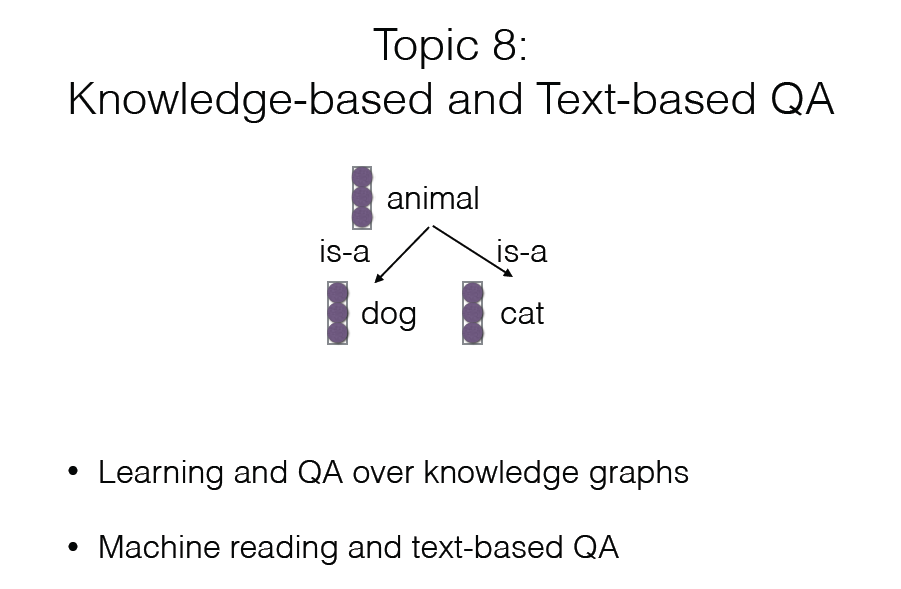 Topic 8:
Knowledge-based and Text-based QA
animal
is-a
is-a
dog
cat
• Learning and QA over knowledge graphs
• Machine reading and text-based QA